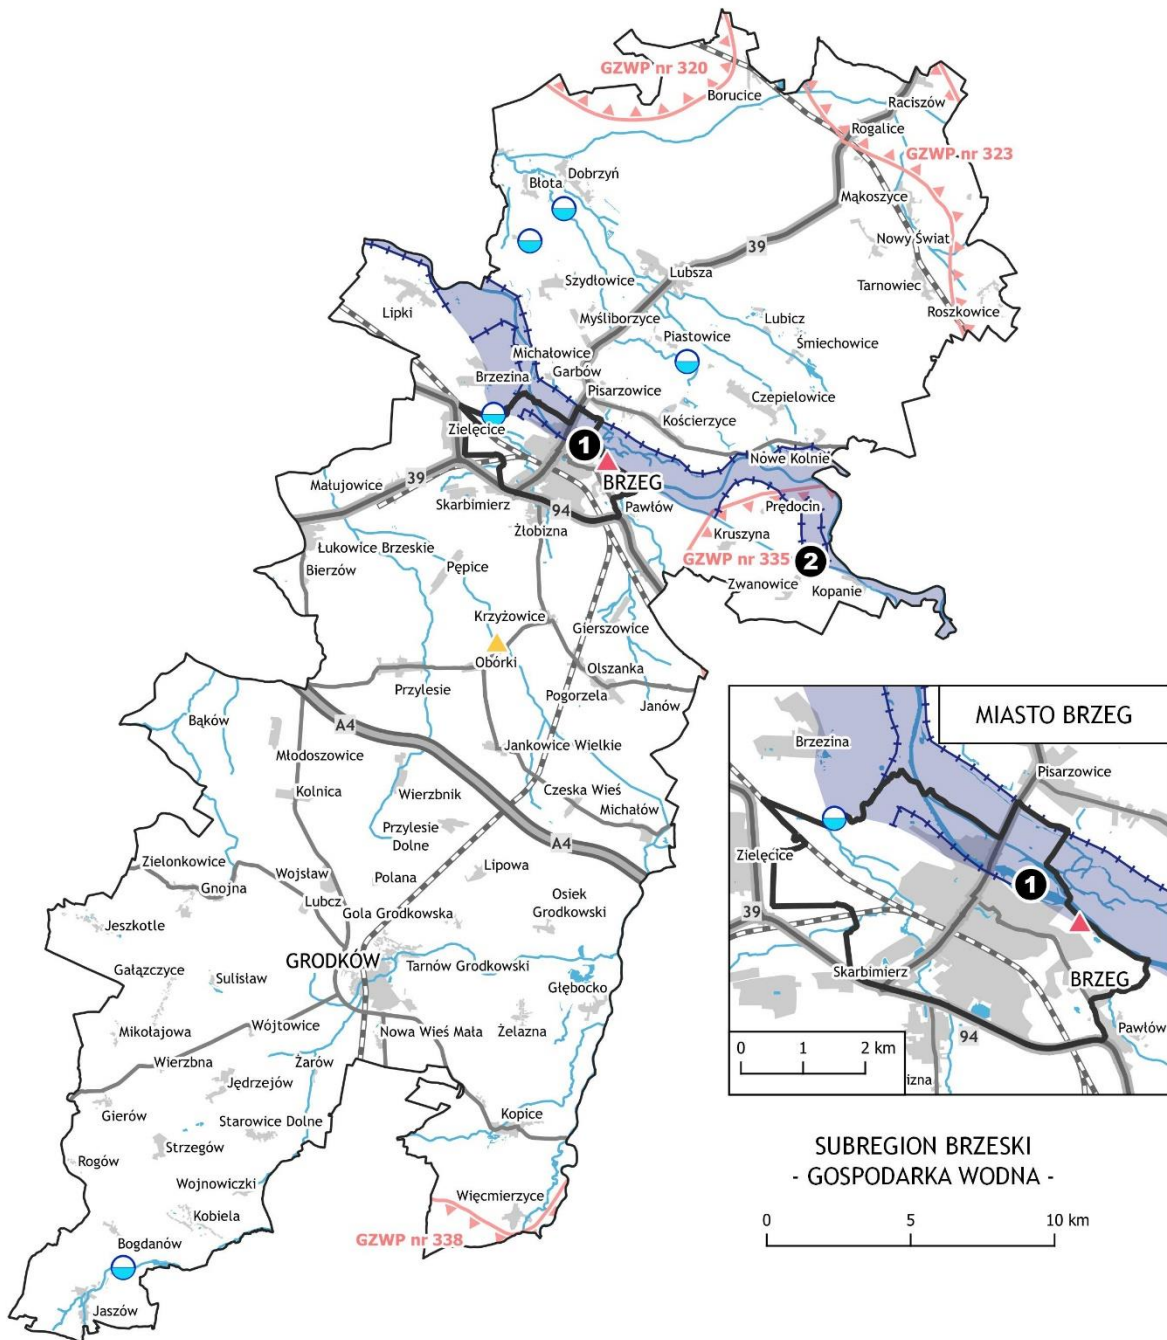 GZWP nr 320
Borucice
Raciszów
Rogalice
GZWP nr 323
Dobrzyń
Błota
Mąkoszyce
Nowy Świat
39
Szydłowice
Lubsza
Tarnowiec
Lipki
Roszkowice
Myśliborzyce
Lubicz
Piastowice
Śmiechowice
Michałowice
Garbów
Brzezina
Pisarzowice
Czepielowice
Kościerzyce
Zielęcice
1
Nowe Kolnie
39
Małujowice
BRZEG
Skarbimierz
94
Pawłów
Prędocin
Żłobizna
Kruszyna
Łukowice Brzeskie
GZWP nr 335
2
Bierzów
Pępice
Zwanowice
Kopanie
Krzyżowice
Gierszowice
Obórki
Olszanka
Przylesie
Pogorzela
Janów
Bąków
A4
Młodoszowice
Jankowice Wielkie
Kolnica
Wierzbnik
Czeska Wieś
Michałów
Przylesie
Dolne
A4
Zielonkowice
Wojsław
Polana
Lipowa
Gnojna
Lubcz
Osiek
Grodkowski
Jeszkotle
Gola Grodkowska
GRODKÓW
Tarnów Grodkowski
Gałązczyce
Sulisław
Głębocko
Mikołajowa
Wójtowice
Nowa Wieś Mała
Żelazna
Wierzbna
Żarów
Jędrzejów
Gierów
Starowice Dolne
Kopice
Strzegów
Rogów
Wojnowiczki
Więcmierzyce
Kobiela
GZWP nr 338
Bogdanów
Jaszów
MIASTO BRZEG
Brzezina
Pisarzowice
Zielęcice
1
39
Skarbimierz
BRZEG
Pawłów
94
0 1 2 km
izna
SUBREGION BRZESKI
- GOSPODARKA WODNA -
0 5 10 km